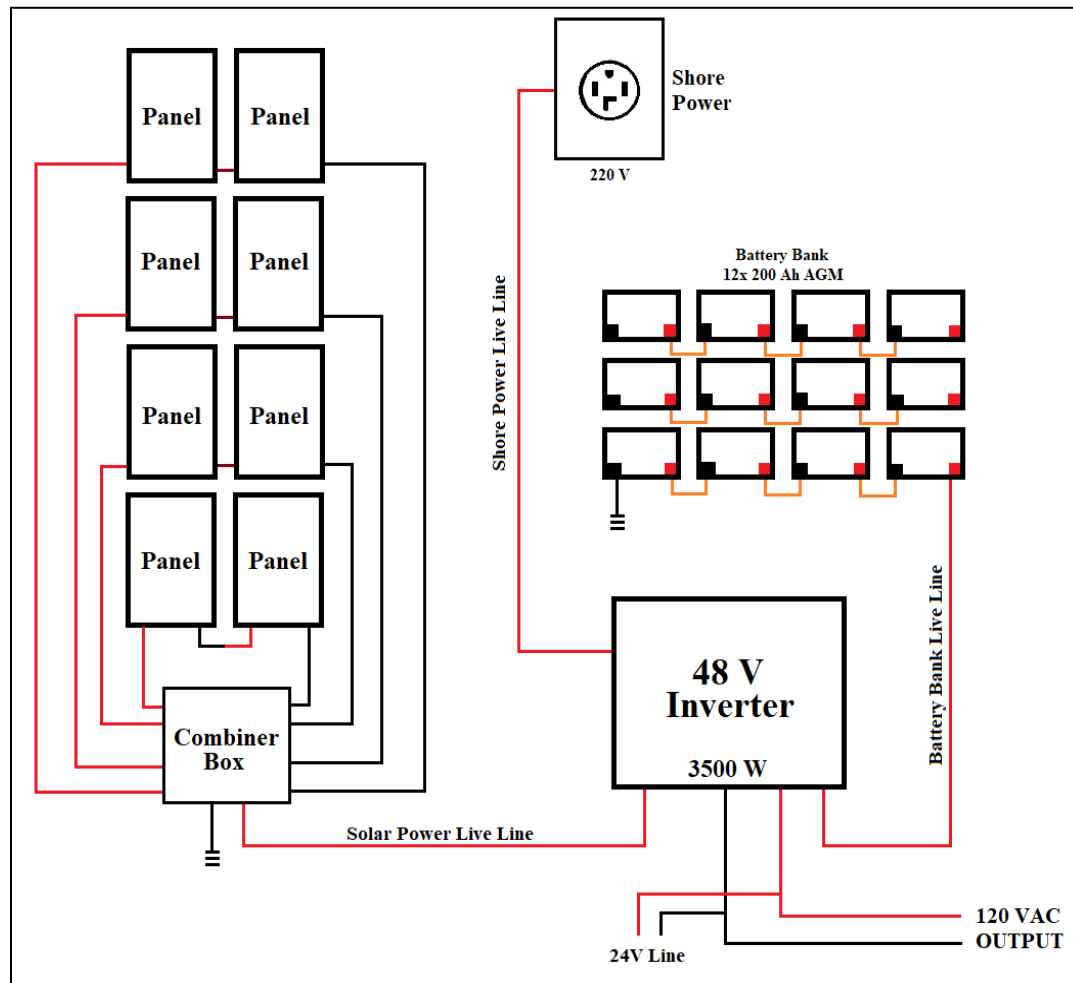 Panel
Panel
Panel
Panel
Panel
Panel
Panel
Panel
Combiner
Box
Solar Power Live Line
Shore
Power
220 V
Shore Power Live Line
Battery Bank
12x 200 Ah AGM
Battery Bank Live Line
48 V
Inverter
3500 W
24V Line
120 VAC
OUTPUT